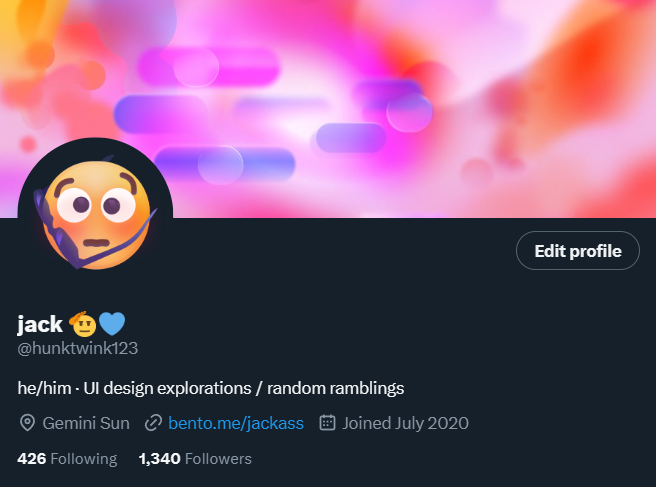 Edit profile
jack 🫡💙
@hunktwink123
he/him · UI design explorations / random ramblings
Gemini Sun bento.me/jackass Joined July 2020
426 Following 1,340 Followers